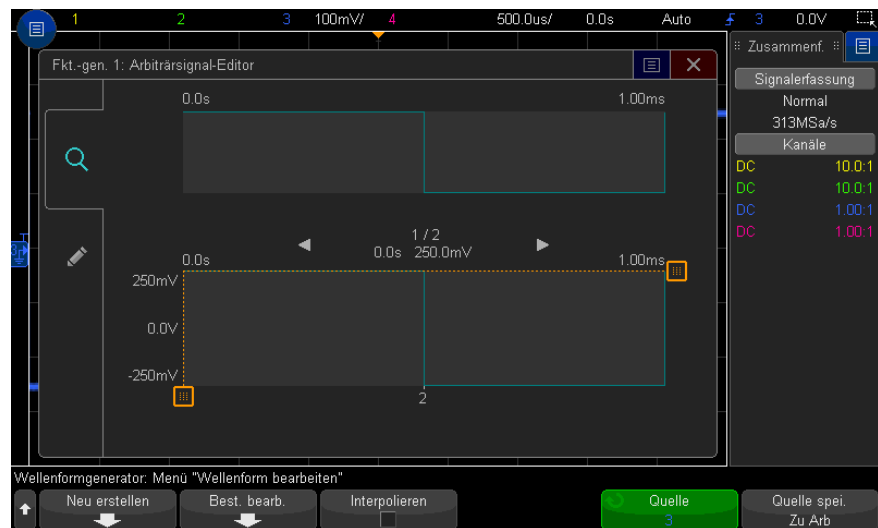 1 2 3 100mV/ 4 500.0us/ 0.0s Auto 3 0.0V
Fkt.-gen. 1: Arbiträrsignal-Editor
0.0s 1.00ms
1 / 2
0.0s 250.0mV
0.0s 1.00ms
250mV
0.0V
-250mV
2
Zusammenf.
Signalerfassung
Normal
313MSa/s
Kanäle
DC 10.0:1
DC 10.0:1
DC 1.00:1
DC 1.00:1
T
3
Wellenformgenerator: Menü "Wellenform bearbeiten"
Neu erstellen
Best. bearb.
Interpolieren
Quelle
3
Quelle spei.
Zu Arb